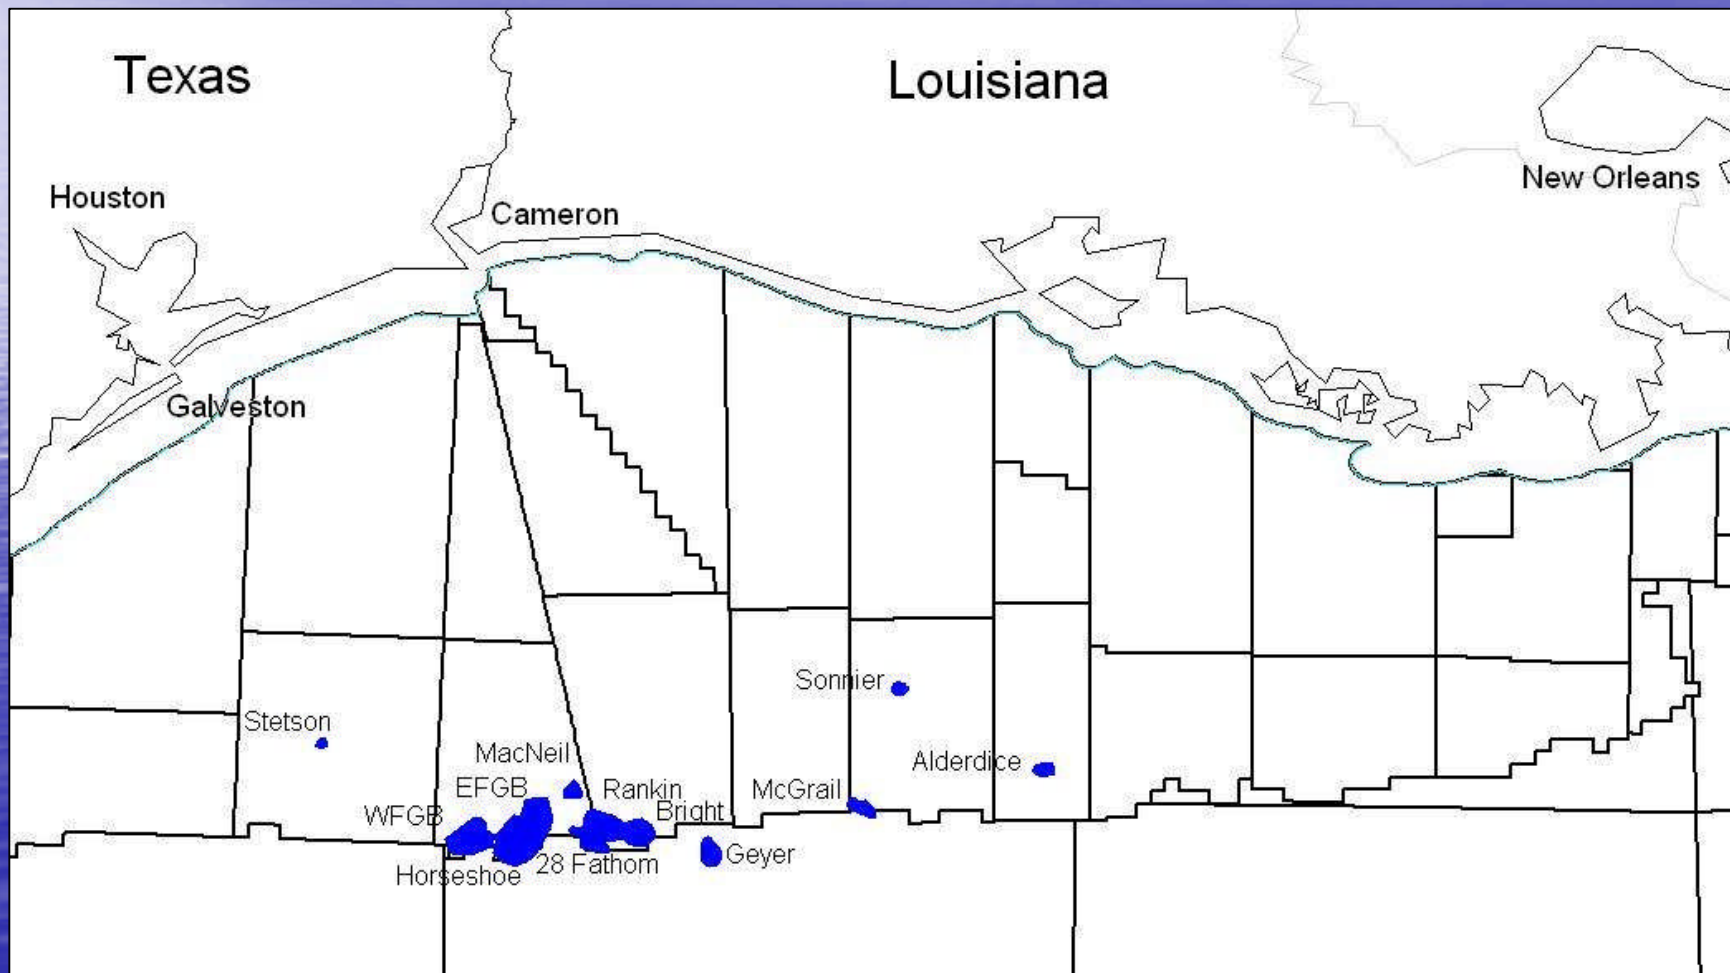 Texas
Louisiana
Houston
New Orleans
Cameron
Galveston
Sonnier
Stetson
MacNeil
Alderdice
EFGB
Rankin
McGrail
WFGB
Bright
Geyer
28 Fathom
Horseshoe